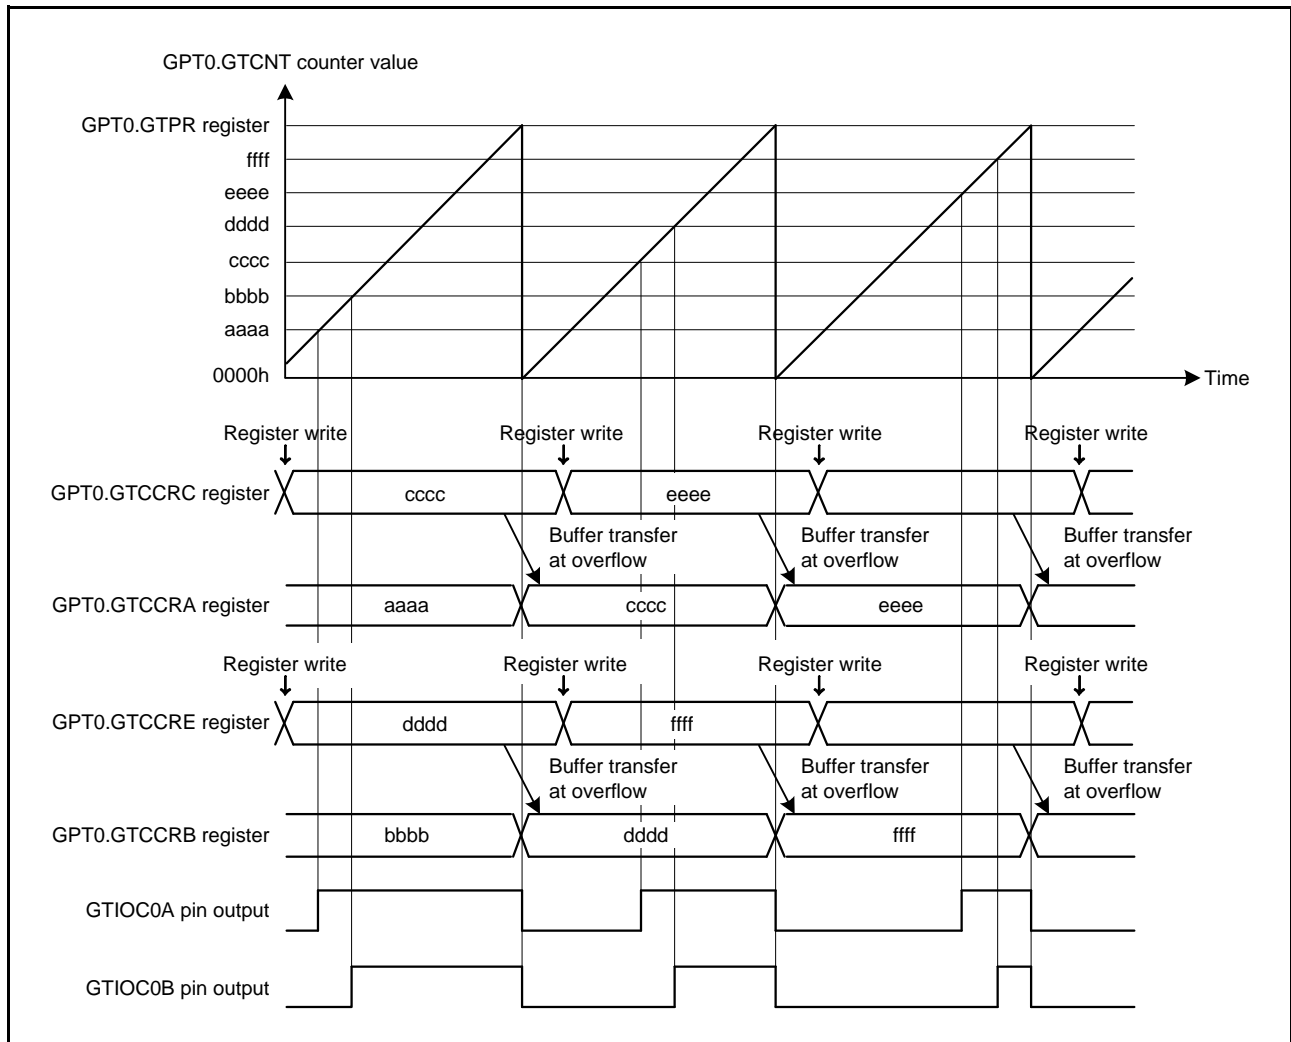 GPT0.GTCNT counter value
GPT0.GTPR register
ffff
eeee
dddd
cccc
bbbb
aaaa
0000h
Time
Register write Register write Register write Register write
GPT0.GTCCRC register cccc eeee
Buffer transfer at overflow Buffer transfer at overflow Buffer transfer at overflow
GPT0.GTCCRA register aaaa cccc eeee
Register write Register write Register write Register write
GPT0.GTCCRE register dddd ffff
Buffer transfer at overflow Buffer transfer at overflow Buffer transfer at overflow
GPT0.GTCCRB register bbbb dddd ffff
GTIOC0A pin output
GTIOC0B pin output